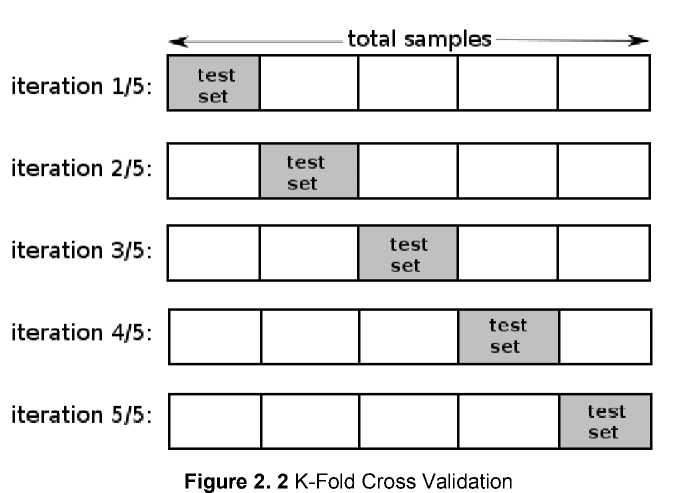 total samples
iteration 1/5:
test
set
iteration 2/5:
test
set
iteration 3/5:
test
set
iteration 4/5:
test
set
iteration 5/5:
test
set
Figure 2. 2 K-Fold Cross Validation